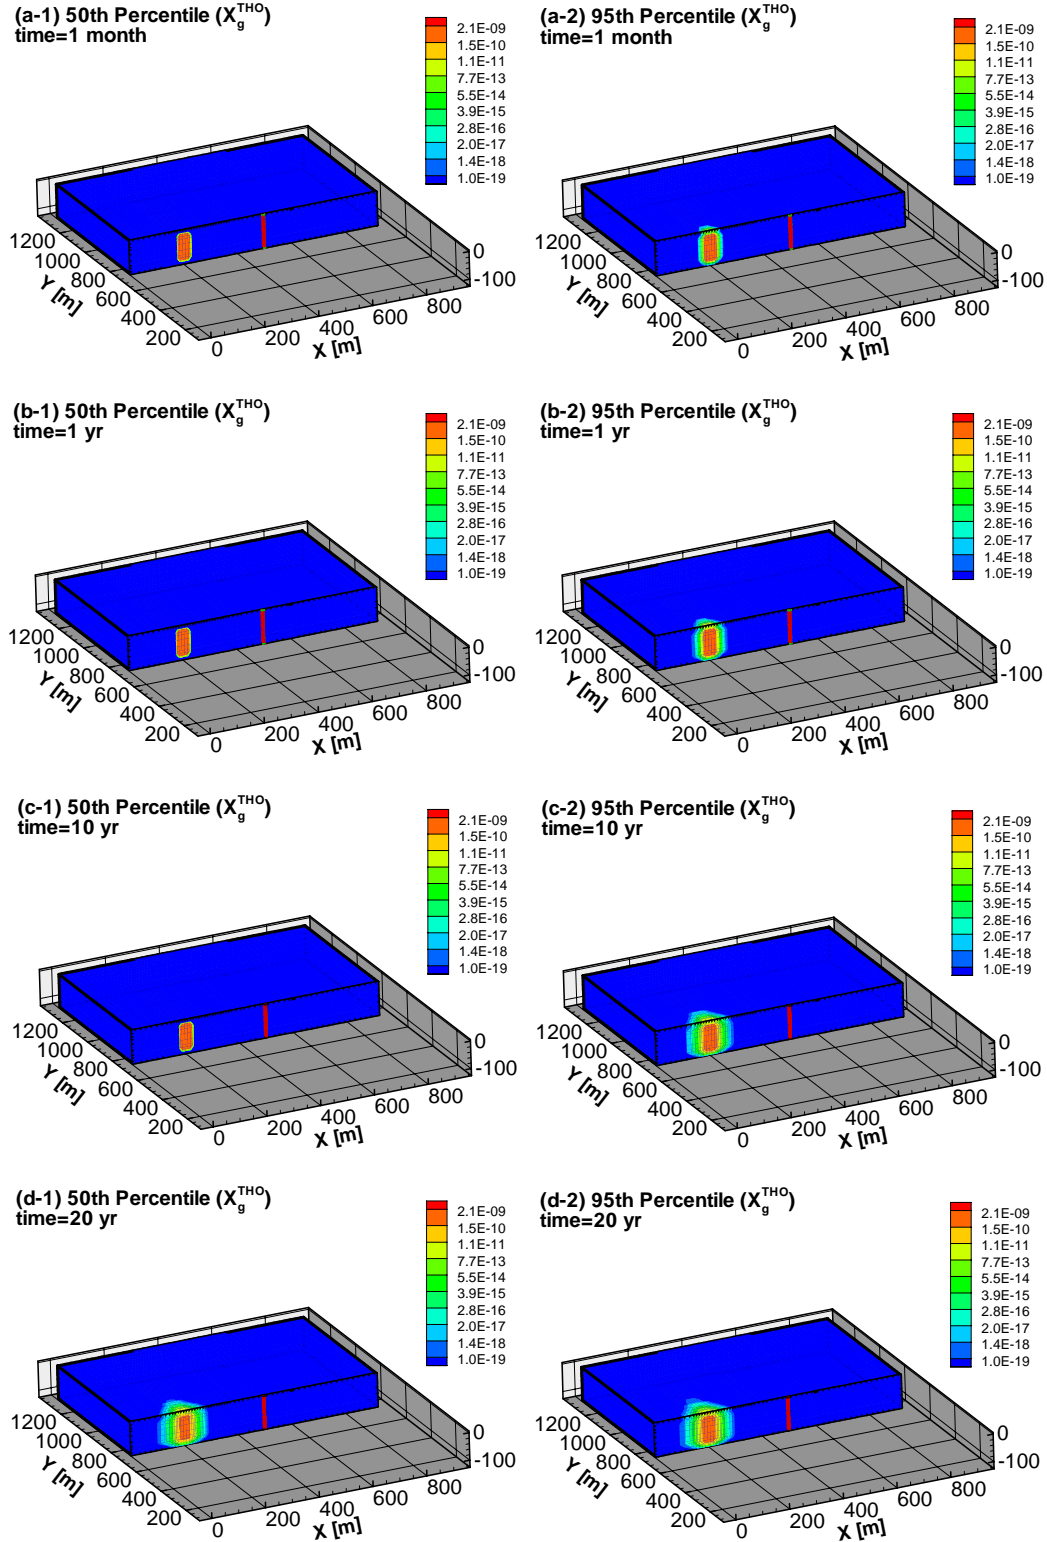 (a-1) 50th Percentile (X_g^THO)
time=1 month
2.1E-09
1.5E-10
1.1E-11
7.7E-13
5.5E-14
3.9E-15
2.8E-16
2.0E-17
1.4E-18
1.0E-19
1200
1000
800
600
400
200
Y [m]
0
200
400
600
800
X [m]
0
-100
(a-2) 95th Percentile (X_g^THO)
time=1 month
2.1E-09
1.5E-10
1.1E-11
7.7E-13
5.5E-14
3.9E-15
2.8E-16
2.0E-17
1.4E-18
1.0E-19
1200
1000
800
600
400
200
Y [m]
0
200
400
600
800
X [m]
0
-100
(b-1) 50th Percentile (X_g^THO)
time=1 yr
2.1E-09
1.5E-10
1.1E-11
7.7E-13
5.5E-14
3.9E-15
2.8E-16
2.0E-17
1.4E-18
1.0E-19
1200
1000
800
600
400
200
Y [m]
0
200
400
600
800
X [m]
0
-100
(b-2) 95th Percentile (X_g^THO)
time=1 yr
2.1E-09
1.5E-10
1.1E-11
7.7E-13
5.5E-14
3.9E-15
2.8E-16
2.0E-17
1.4E-18
1.0E-19
1200
1000
800
600
400
200
Y [m]
0
200
400
600
800
X [m]
0
-100
(c-1) 50th Percentile (X_g^THO)
time=10 yr
2.1E-09
1.5E-10
1.1E-11
7.7E-13
5.5E-14
3.9E-15
2.8E-16
2.0E-17
1.4E-18
1.0E-19
1200
1000
800
600
400
200
Y [m]
0
200
400
600
800
X [m]
0
-100
(c-2) 95th Percentile (X_g^THO)
time=10 yr
2.1E-09
1.5E-10
1.1E-11
7.7E-13
5.5E-14
3.9E-15
2.8E-16
2.0E-17
1.4E-18
1.0E-19
1200
1000
800
600
400
200
Y [m]
0
200
400
600
800
X [m]
0
-100
(d-1) 50th Percentile (X_g^THO)
time=20 yr
2.1E-09
1.5E-10
1.1E-11
7.7E-13
5.5E-14
3.9E-15
2.8E-16
2.0E-17
1.4E-18
1.0E-19
1200
1000
800
600
400
200
Y [m]
0
200
400
600
800
X [m]
0
-100
(d-2) 95th Percentile (X_g^THO)
time=20 yr
2.1E-09
1.5E-10
1.1E-11
7.7E-13
5.5E-14
3.9E-15
2.8E-16
2.0E-17
1.4E-18
1.0E-19
1200
1000
800
600
400
200
Y [m]
0
200
400
600
800
X [m]
0
-100